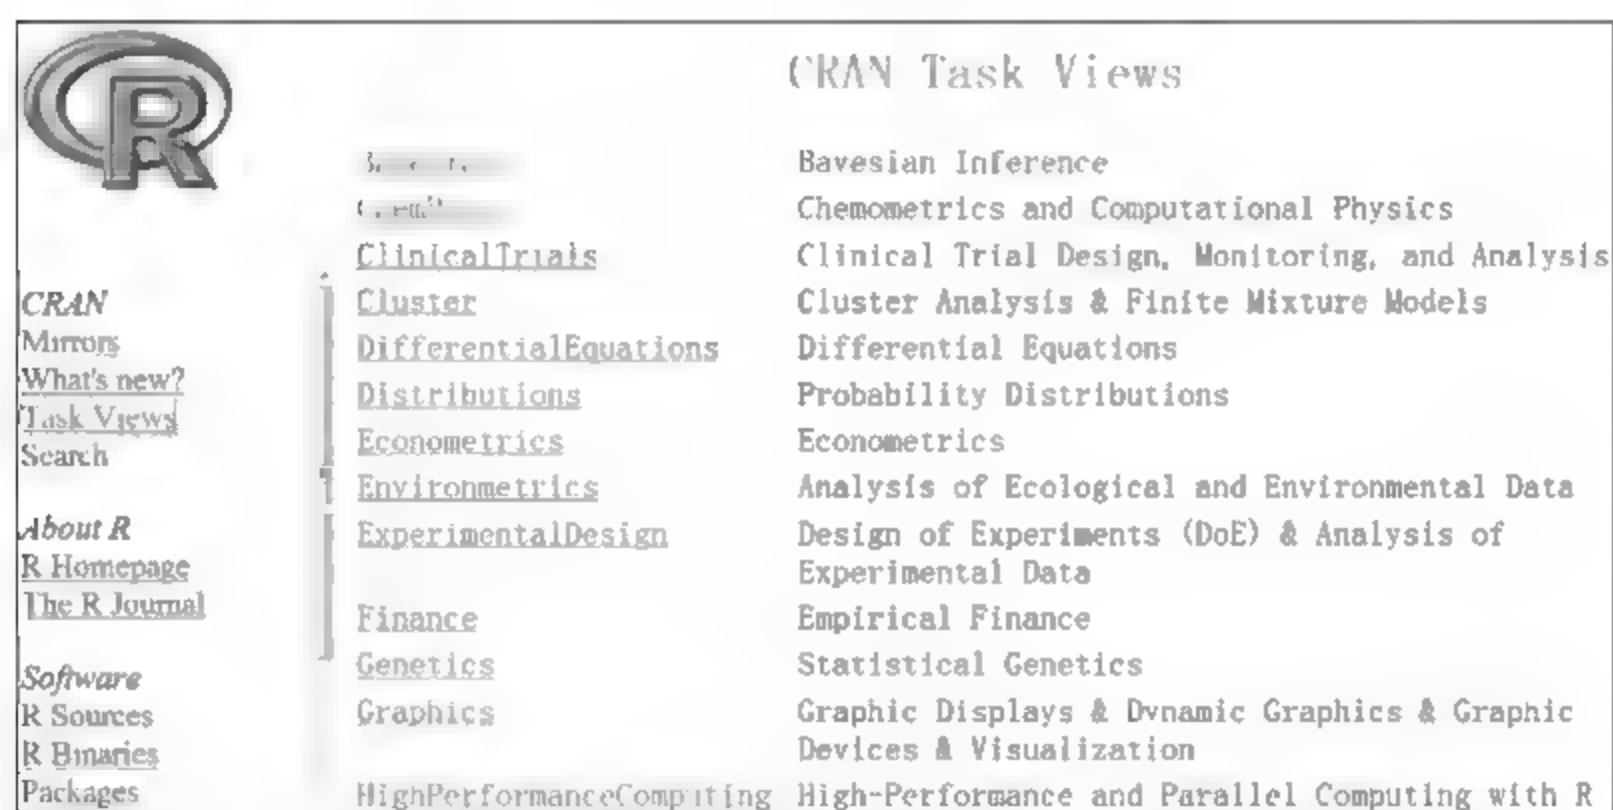 R
CRAN Task Views
Bayesian Inference
Chemometrics and Computational Physics
ClinicalTrials Clinical Trial Design, Monitoring, and Analysis
Cluster Cluster Analysis & Finite Mixture Models
DifferentialEquations Differential Equations
Distributions Probability Distributions
Econometrics Econometrics
Environmetrics Analysis of Ecological and Environmental Data
ExperimentalDesign Design of Experiments (DoE) & Analysis of
Experimental Data
Finance Empirical Finance
Genetics Statistical Genetics
Graphics Graphic Displays & Dynamic Graphics & Graphic
Devices & Visualization
HighPerformanceComputing High-Performance and Parallel Computing with R
CRAN
Mirrors
What's new?
Task Views
Search
About R
R Homepage
The R Journal
Software
R Sources
R Binaries
Packages